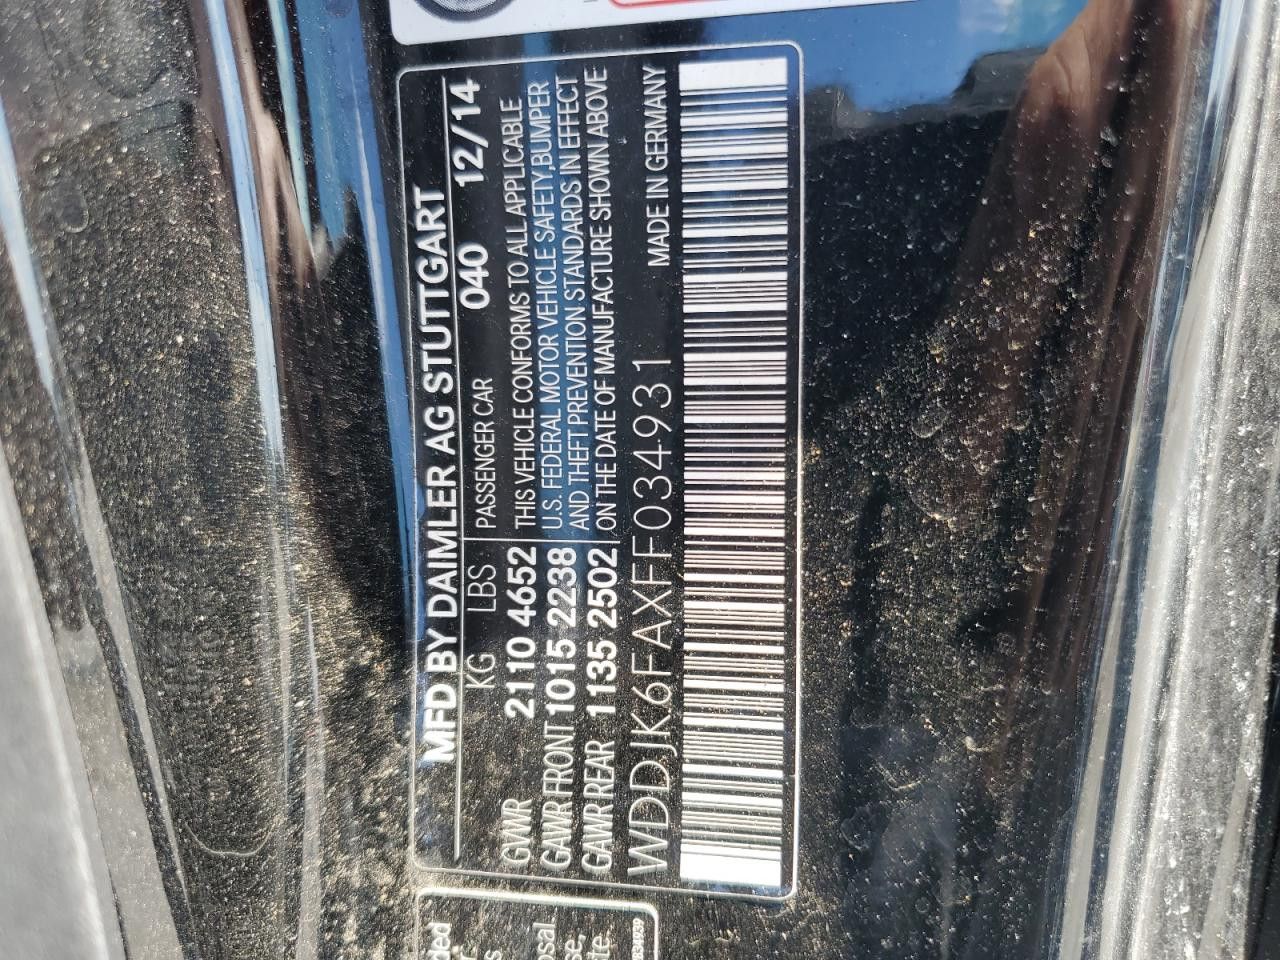 MFD BY DAIMLER AG STUTTGART
KG LBS PASSENGER CAR 040 12/14
GVWR 2110 4652 THIS VEHICLE CONFORMS TO ALL APPLICABLE
GAWR FRONT 1015 2238 U.S. FEDERAL MOTOR VEHICLE SAFETY,BUMPER
GAWR REAR 1135 2502 AND THEFT PREVENTION STANDARDS IN EFFECT
ON THE DATE OF MANUFACTURE SHOWN ABOVE
WDDJK6FAXFF034931 MADE IN GERMANY